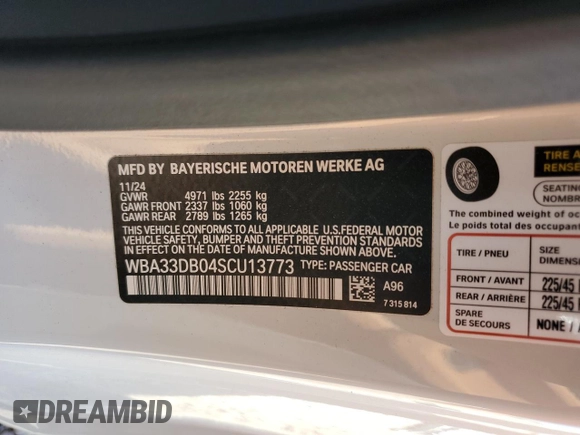 MFD BY BAYERISCHE MOTOREN WERKE AG
11/24
GVWR 4971 lbs 2255 kg
GAWR FRONT 2337 lbs 1060 kg
GAWR REAR 2789 lbs 1265 kg
THIS VEHICLE CONFORMS TO ALL APPLICABLE U.S.FEDERAL MOTOR
VEHICLE SAFETY, BUMPER, AND THEFT PREVENTION STANDARDS IN
EFFECT ON THE DATE OF MANUFACTURE SHOWN ABOVE.
WBA33DB04SCU13773 TYPE: PASSENGER CAR
A96
7 315 814
TIRE
SEATING
NOMBRE
The combined weight of
Le poids total des occupant
TIRE / PNEU
SIZE
FRONT / AVANT 225/45
REAR / ARRIÈRE 225/45
SPARE
DE SECOURS
NONE /
DREAMBID